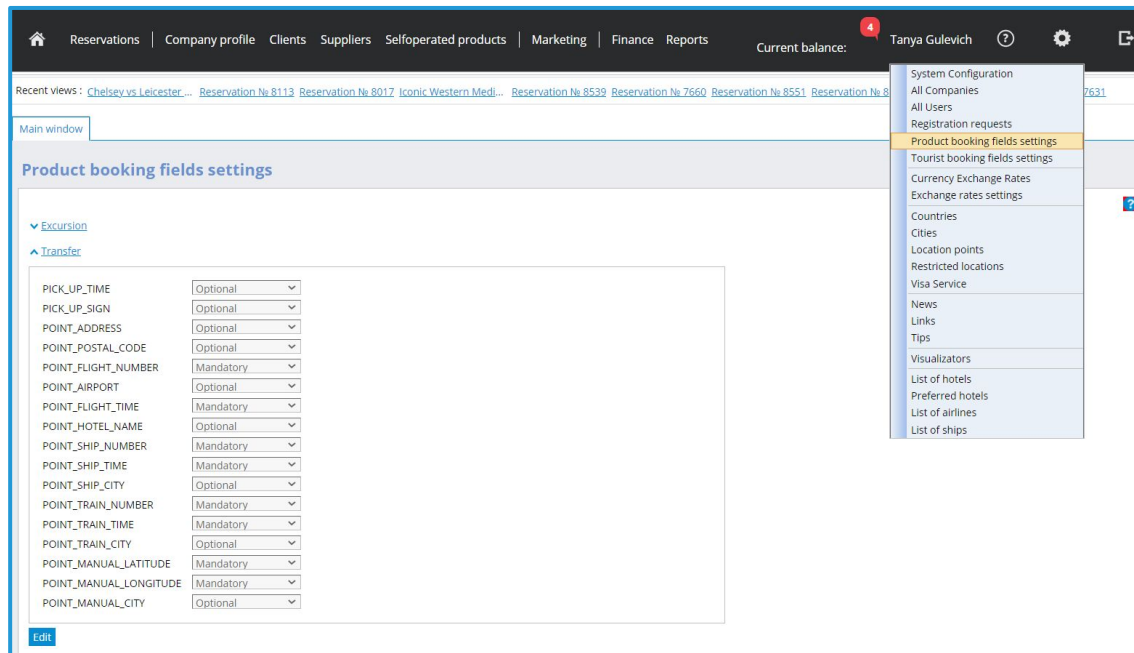 Reservations | Company profile Clients Suppliers Selfoperated products | Marketing | Finance Reports Current balance: 4 Tanya Gulevich ?
Recent views : Chelsey vs Leicester ... Reservation № 8113 Reservation № 8017 Iconic Western Medi... Reservation № 8539 Reservation № 7660 Reservation № 8551 Reservation № 8 7631
System Configuration
All Companies
All Users
Registration requests
Product booking fields settings
Tourist booking fields settings
Currency Exchange Rates
Exchange rates settings
Countries
Cities
Location points
Restricted locations
Visa Service
News
Links
Tips
Visualizators
List of hotels
Preferred hotels
List of airlines
List of ships
Main window
Product booking fields settings
?
Excursion
Transfer
PICK_UP_TIME Optional
PICK_UP_SIGN Optional
POINT_ADDRESS Optional
POINT_POSTAL_CODE Optional
POINT_FLIGHT_NUMBER Mandatory
POINT_AIRPORT Optional
POINT_FLIGHT_TIME Mandatory
POINT_HOTEL_NAME Optional
POINT_SHIP_NUMBER Mandatory
POINT_SHIP_TIME Mandatory
POINT_SHIP_CITY Optional
POINT_TRAIN_NUMBER Mandatory
POINT_TRAIN_TIME Mandatory
POINT_TRAIN_CITY Optional
POINT_MANUAL_LATITUDE Mandatory
POINT_MANUAL_LONGITUDE Mandatory
POINT_MANUAL_CITY Optional
Edit